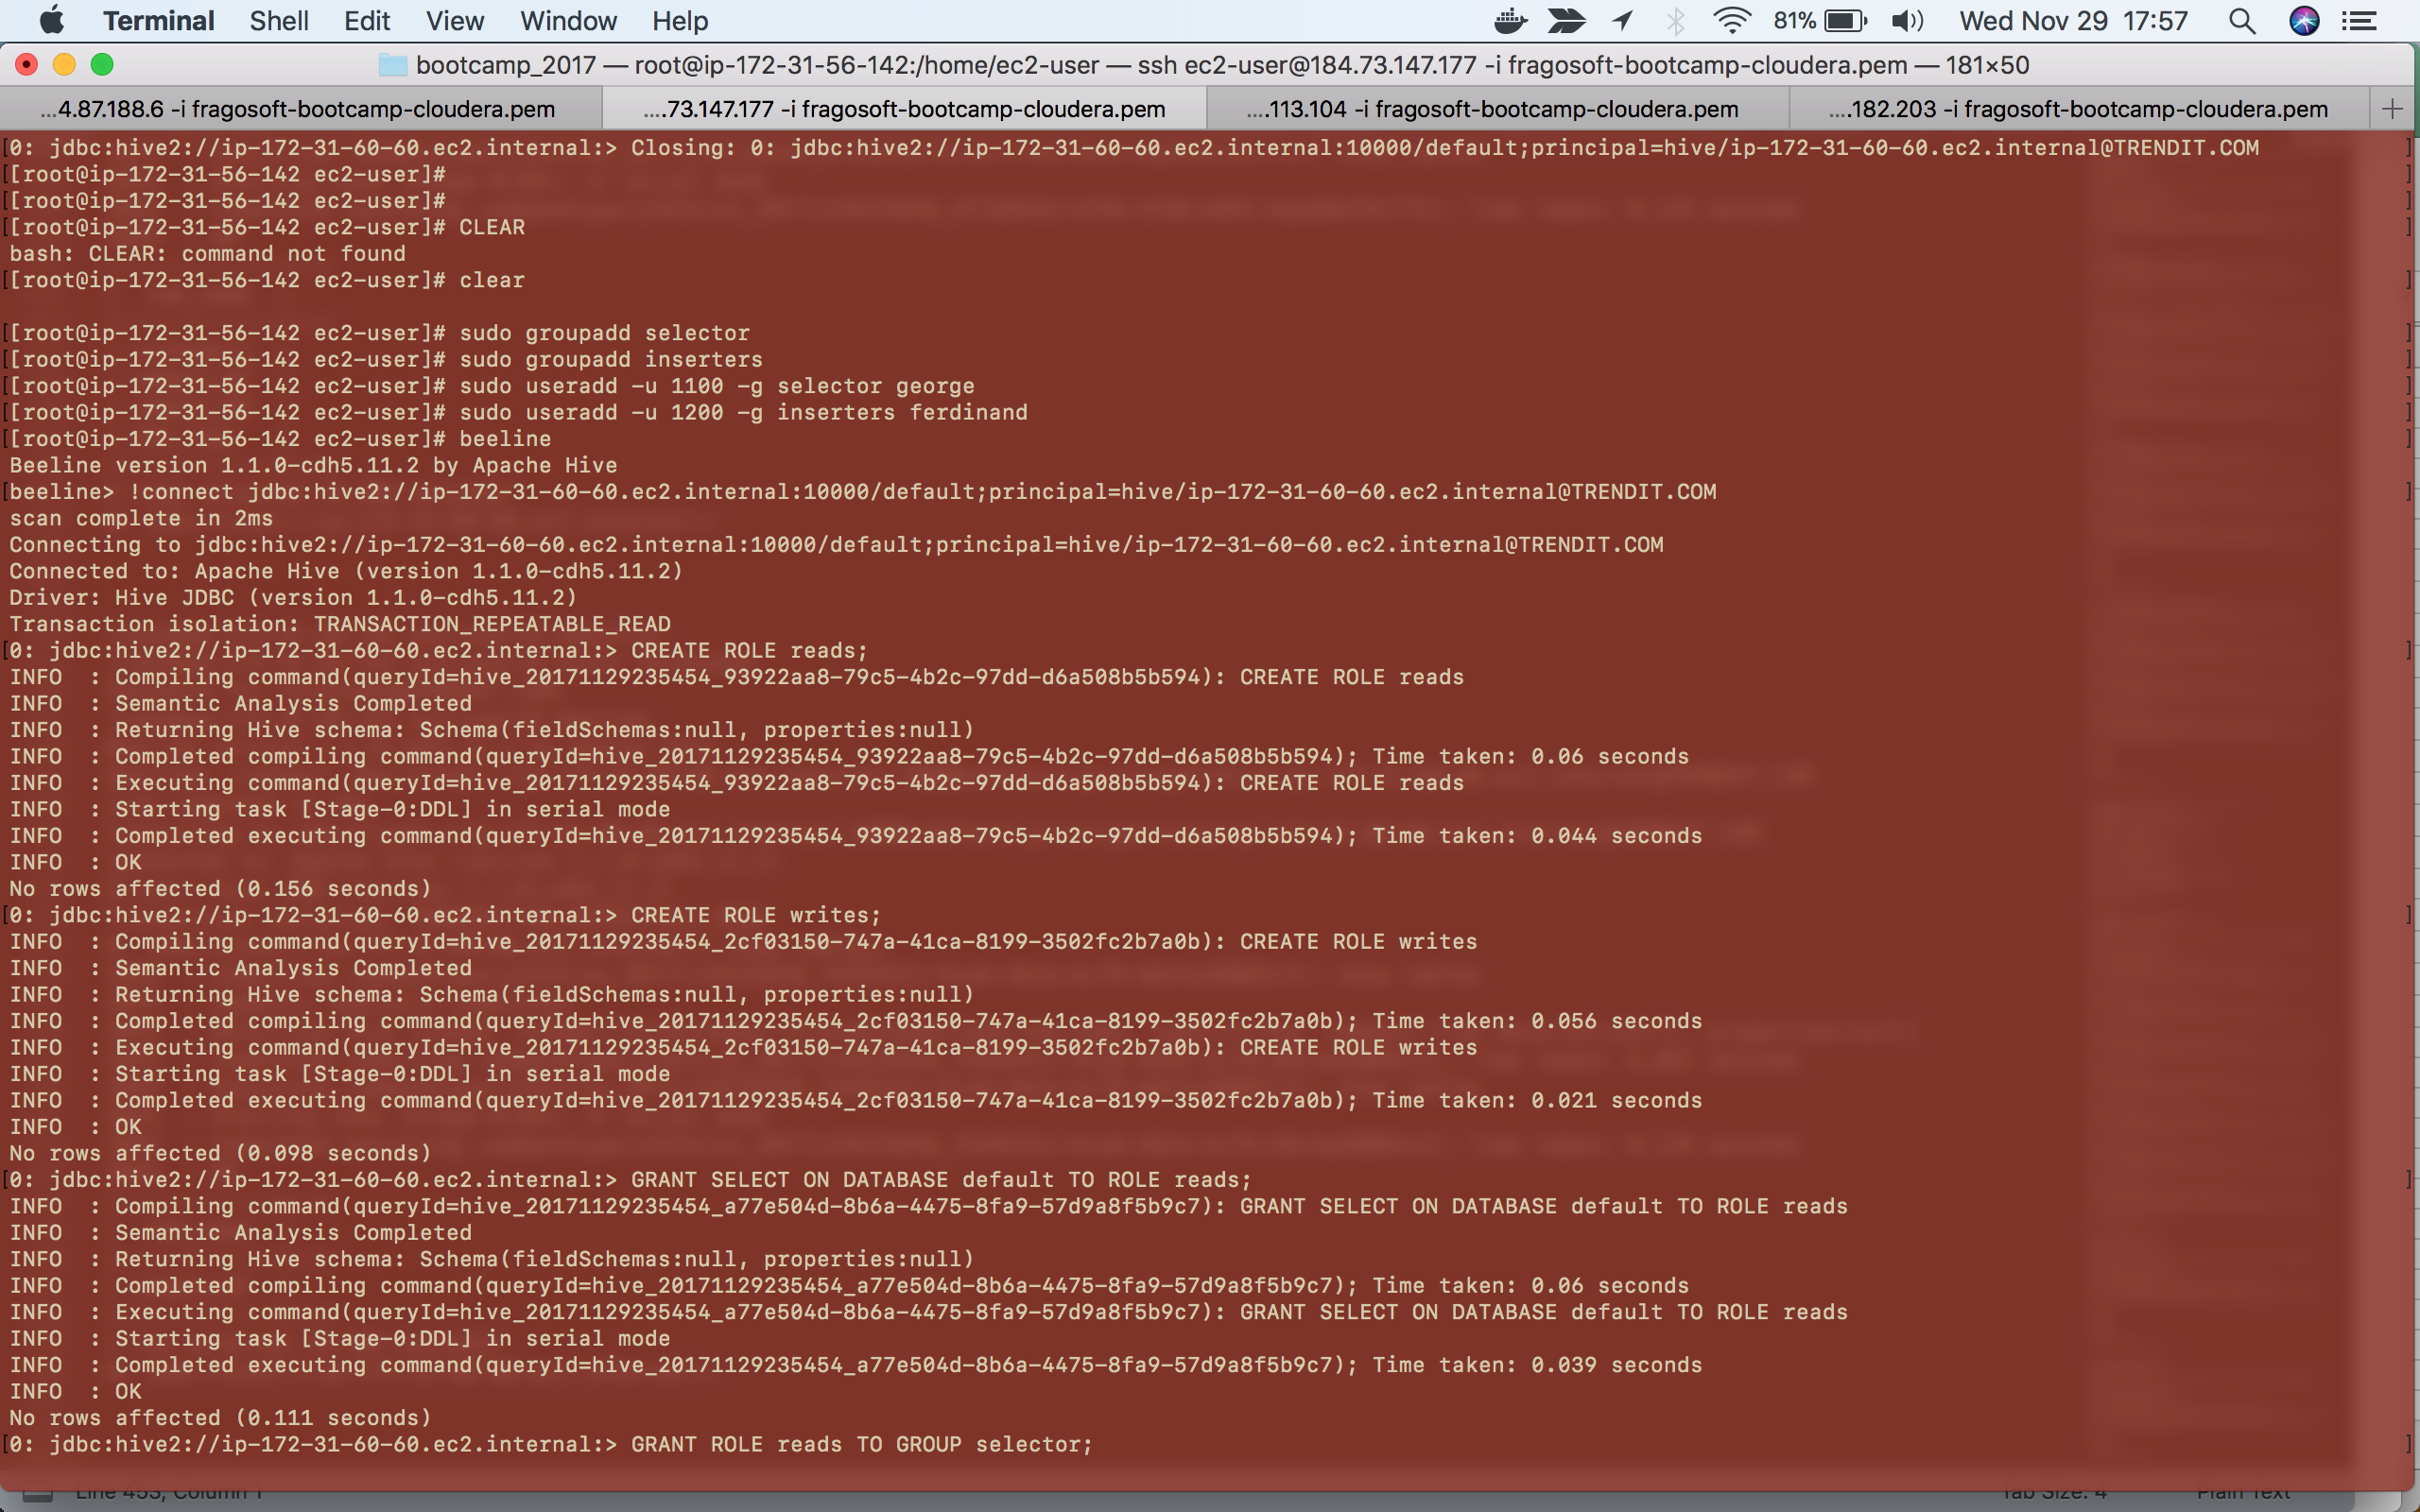 Terminal Shell Edit View Window Help 81% Wed Nov 29 17:57
bootcamp_2017 — root@ip-172-31-56-142:/home/ec2-user — ssh ec2-user@184.73.147.177 -i fragosoft-bootcamp-cloudera.pem — 181×50
...4.87.188.6 -i fragosoft-bootcamp-cloudera.pem ....73.147.177 -i fragosoft-bootcamp-cloudera.pem ....113.104 -i fragosoft-bootcamp-cloudera.pem ....182.203 -i fragosoft-bootcamp-cloudera.pem +
[0: jdbc:hive2://ip-172-31-60-60.ec2.internal:> Closing: 0: jdbc:hive2://ip-172-31-60-60.ec2.internal:10000/default;principal=hive/ip-172-31-60-60.ec2.internal@TRENDIT.COM ]
[[root@ip-172-31-56-142 ec2-user]# ]
[[root@ip-172-31-56-142 ec2-user]# ]
[[root@ip-172-31-56-142 ec2-user]# CLEAR ]
bash: CLEAR: command not found
[[root@ip-172-31-56-142 ec2-user]# clear ]
[[root@ip-172-31-56-142 ec2-user]# sudo groupadd selector ]
[[root@ip-172-31-56-142 ec2-user]# sudo groupadd inserters ]
[[root@ip-172-31-56-142 ec2-user]# sudo useradd -u 1100 -g selector george ]
[[root@ip-172-31-56-142 ec2-user]# sudo useradd -u 1200 -g inserters ferdinand ]
[[root@ip-172-31-56-142 ec2-user]# beeline ]
Beeline version 1.1.0-cdh5.11.2 by Apache Hive
[beeline> !connect jdbc:hive2://ip-172-31-60-60.ec2.internal:10000/default;principal=hive/ip-172-31-60-60.ec2.internal@TRENDIT.COM ]
scan complete in 2ms
Connecting to jdbc:hive2://ip-172-31-60-60.ec2.internal:10000/default;principal=hive/ip-172-31-60-60.ec2.internal@TRENDIT.COM
Connected to: Apache Hive (version 1.1.0-cdh5.11.2)
Driver: Hive JDBC (version 1.1.0-cdh5.11.2)
Transaction isolation: TRANSACTION_REPEATABLE_READ
[0: jdbc:hive2://ip-172-31-60-60.ec2.internal:> CREATE ROLE reads; ]
INFO : Compiling command(queryId=hive_20171129235454_93922aa8-79c5-4b2c-97dd-d6a508b5b594): CREATE ROLE reads
INFO : Semantic Analysis Completed
INFO : Returning Hive schema: Schema(fieldSchemas:null, properties:null)
INFO : Completed compiling command(queryId=hive_20171129235454_93922aa8-79c5-4b2c-97dd-d6a508b5b594); Time taken: 0.06 seconds
INFO : Executing command(queryId=hive_20171129235454_93922aa8-79c5-4b2c-97dd-d6a508b5b594): CREATE ROLE reads
INFO : Starting task [Stage-0:DDL] in serial mode
INFO : Completed executing command(queryId=hive_20171129235454_93922aa8-79c5-4b2c-97dd-d6a508b5b594); Time taken: 0.044 seconds
INFO : OK
No rows affected (0.156 seconds)
[0: jdbc:hive2://ip-172-31-60-60.ec2.internal:> CREATE ROLE writes; ]
INFO : Compiling command(queryId=hive_20171129235454_2cf03150-747a-41ca-8199-3502fc2b7a0b): CREATE ROLE writes
INFO : Semantic Analysis Completed
INFO : Returning Hive schema: Schema(fieldSchemas:null, properties:null)
INFO : Completed compiling command(queryId=hive_20171129235454_2cf03150-747a-41ca-8199-3502fc2b7a0b); Time taken: 0.056 seconds
INFO : Executing command(queryId=hive_20171129235454_2cf03150-747a-41ca-8199-3502fc2b7a0b): CREATE ROLE writes
INFO : Starting task [Stage-0:DDL] in serial mode
INFO : Completed executing command(queryId=hive_20171129235454_2cf03150-747a-41ca-8199-3502fc2b7a0b); Time taken: 0.021 seconds
INFO : OK
No rows affected (0.098 seconds)
[0: jdbc:hive2://ip-172-31-60-60.ec2.internal:> GRANT SELECT ON DATABASE default TO ROLE reads; ]
INFO : Compiling command(queryId=hive_20171129235454_a77e504d-8b6a-4475-8fa9-57d9a8f5b9c7): GRANT SELECT ON DATABASE default TO ROLE reads
INFO : Semantic Analysis Completed
INFO : Returning Hive schema: Schema(fieldSchemas:null, properties:null)
INFO : Completed compiling command(queryId=hive_20171129235454_a77e504d-8b6a-4475-8fa9-57d9a8f5b9c7); Time taken: 0.06 seconds
INFO : Executing command(queryId=hive_20171129235454_a77e504d-8b6a-4475-8fa9-57d9a8f5b9c7): GRANT SELECT ON DATABASE default TO ROLE reads
INFO : Starting task [Stage-0:DDL] in serial mode
INFO : Completed executing command(queryId=hive_20171129235454_a77e504d-8b6a-4475-8fa9-57d9a8f5b9c7); Time taken: 0.039 seconds
INFO : OK
No rows affected (0.111 seconds)
[0: jdbc:hive2://ip-172-31-60-60.ec2.internal:> GRANT ROLE reads TO GROUP selector; ]
Line 453, Column 1 Tab Size: 4 Plain Text